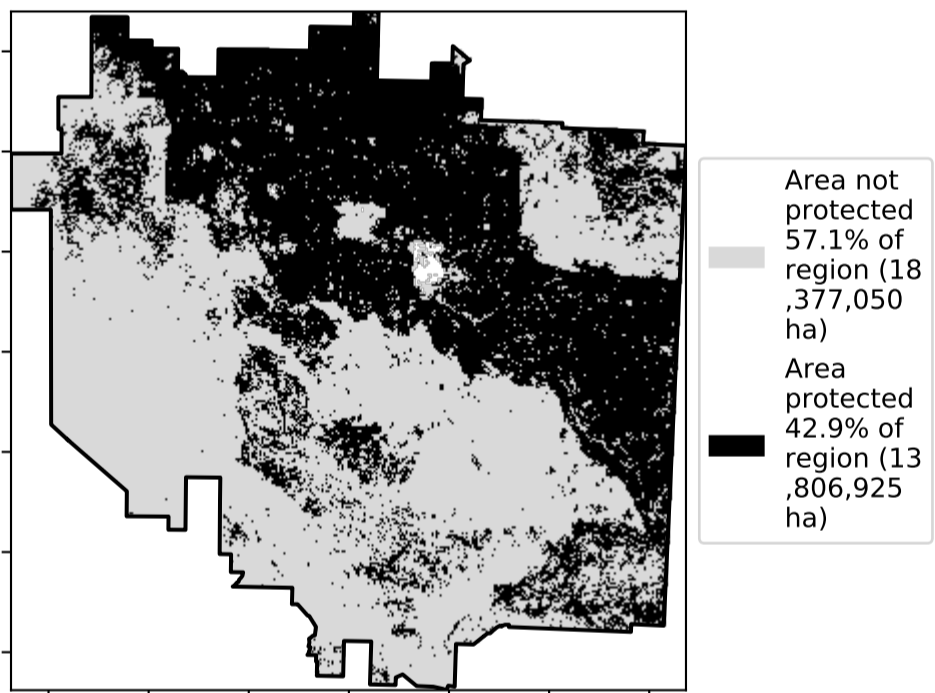 Area not
protected
57.1% of
region (18
,377,050
ha)
Area
protected
42.9% of
region (13
,806,925
ha)